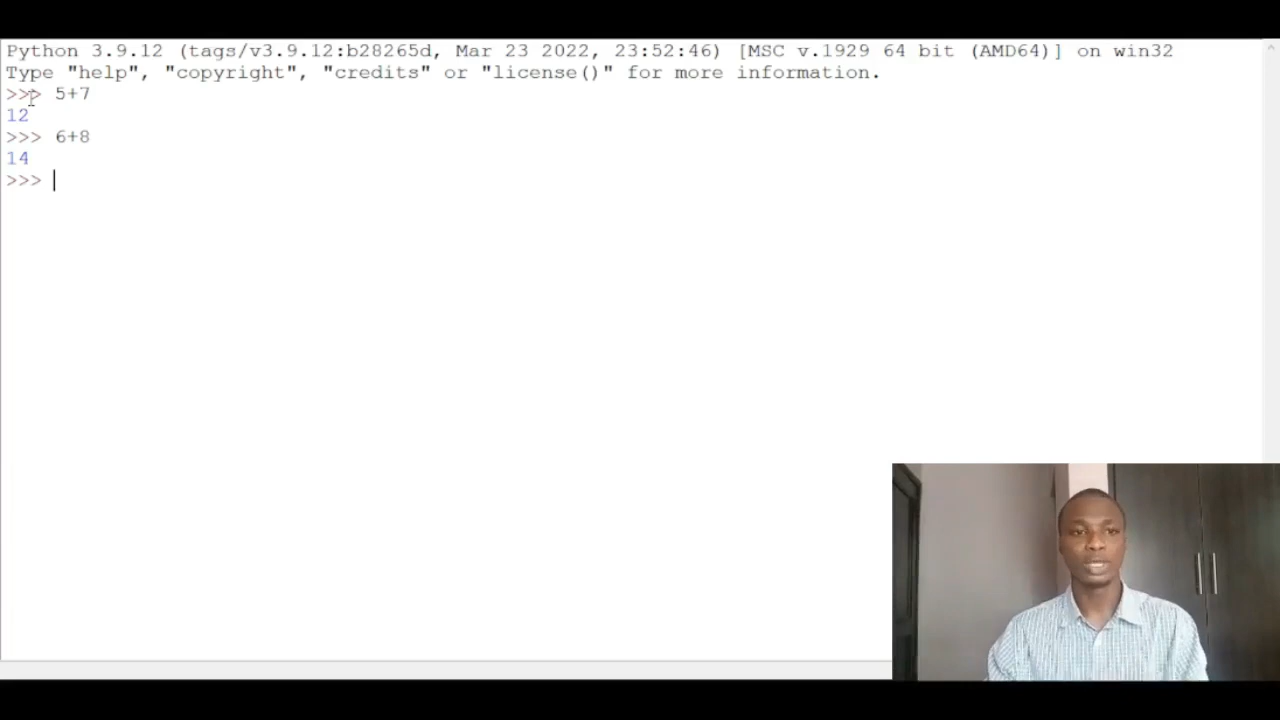 Python 3.9.12 (tags/v3.9.12:b28265d, Mar 23 2022, 23:52:46) [MSC v.1929 64 bit (AMD64)] on win32
Type "help", "copyright", "credits" or "license()" for more information.
>>> 5+7
12
>>> 6+8
14
>>>